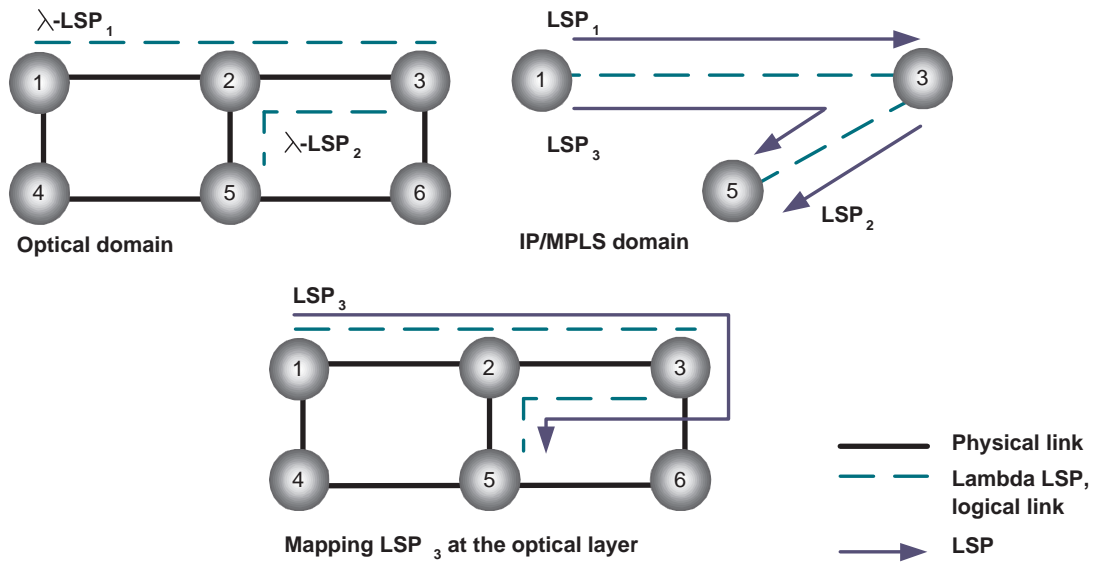 λ-LSP1
1
2
3
λ-LSP2
4
5
6
Optical domain
LSP1
1
3
LSP3
5
LSP2
IP/MPLS domain
LSP3
1
2
3
4
5
6
Mapping LSP 3 at the optical layer
Physical link
Lambda LSP,
logical link
LSP